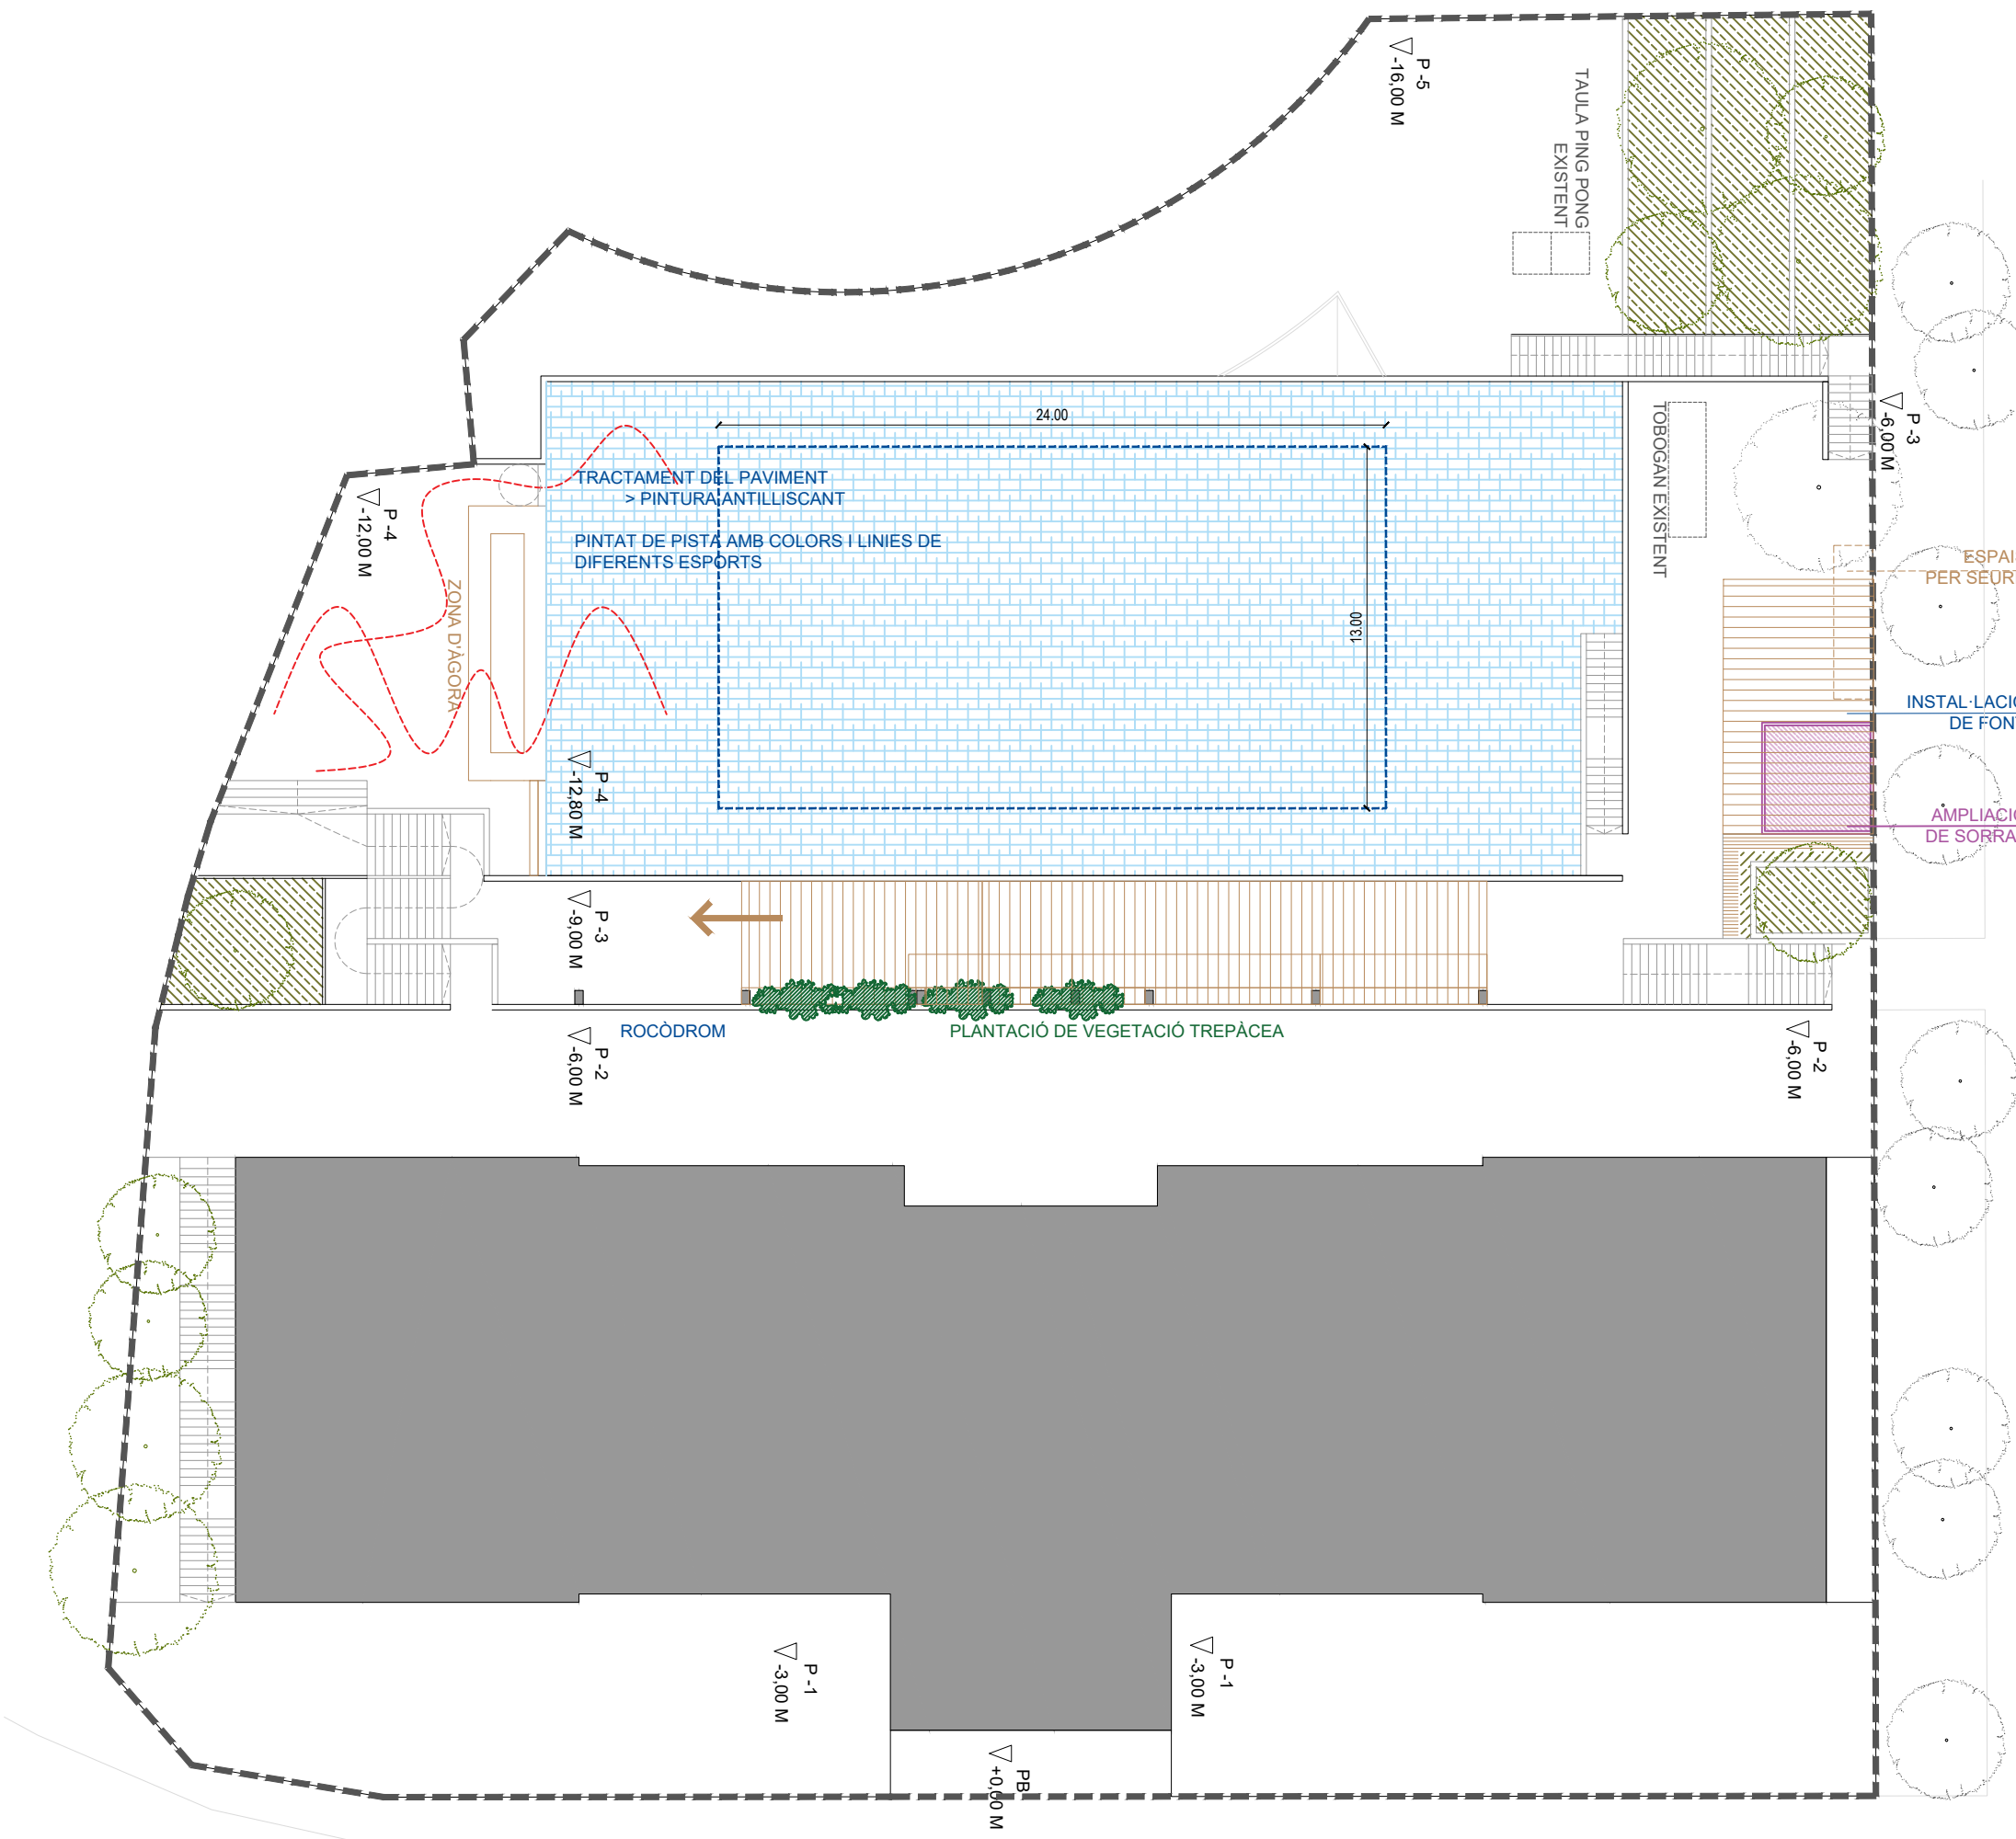 P -5
-16,00 M
TAULA PING PONG
EXISTENT
P -3
-6,00 M
TOBOGAN EXISTENT
24.00
13.00
TRACTAMENT DEL PAVIMENT
> PINTURA ANTILLISCANT
PINTAT DE PISTA AMB COLORS I LINIES DE
DIFERENTS ESPORTS
P -4
-12,00 M
ZONA D'ÀGORA
P -4
-12,80 M
ESPAI
PER SEUR
INSTAL·LACIÓ
DE FONT
AMPLIACIÓ
DE SORRA
P -3
-9,00 M
ROCÒDROM
PLANTACIÓ DE VEGETACIÓ TREPÀCEA
P -2
-6,00 M
P -2
-6,00 M
P -1
-3,00 M
P -1
-3,00 M
PB
+0,00 M